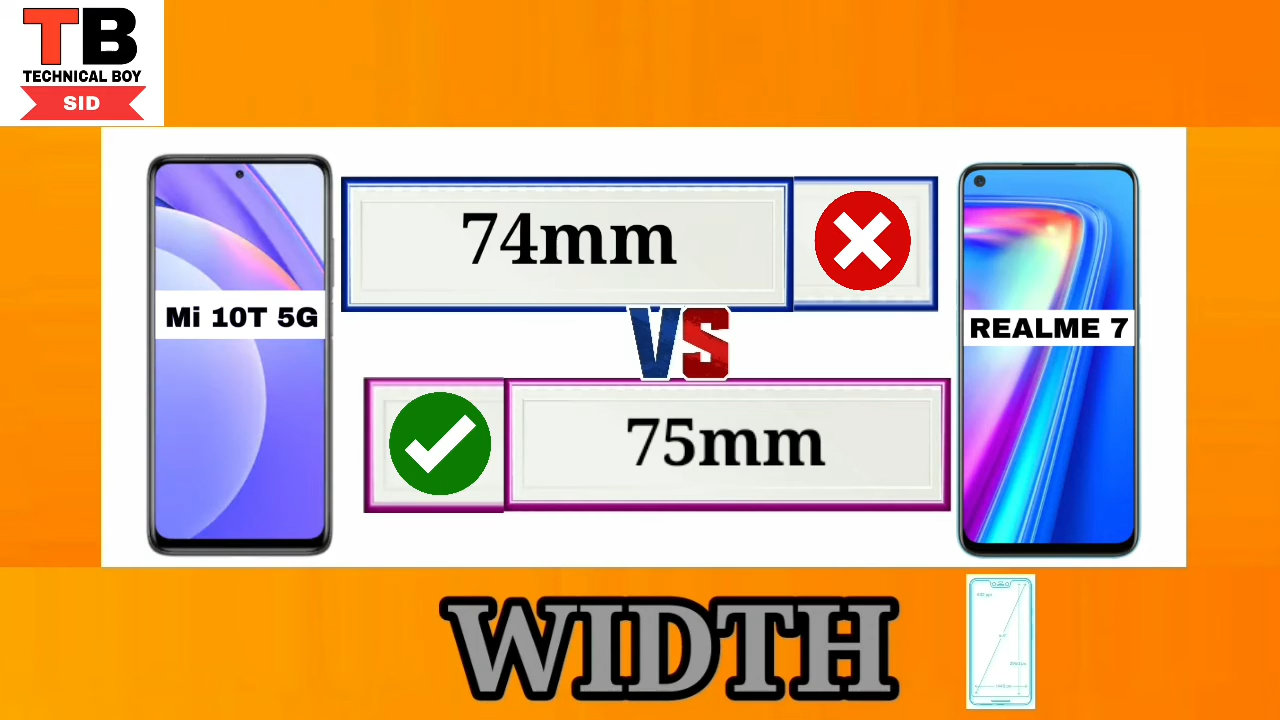 TB
TECHNICAL BOY
SID
74mm
Mi 10T 5G
VS
REALME 7
75mm
WIDTH